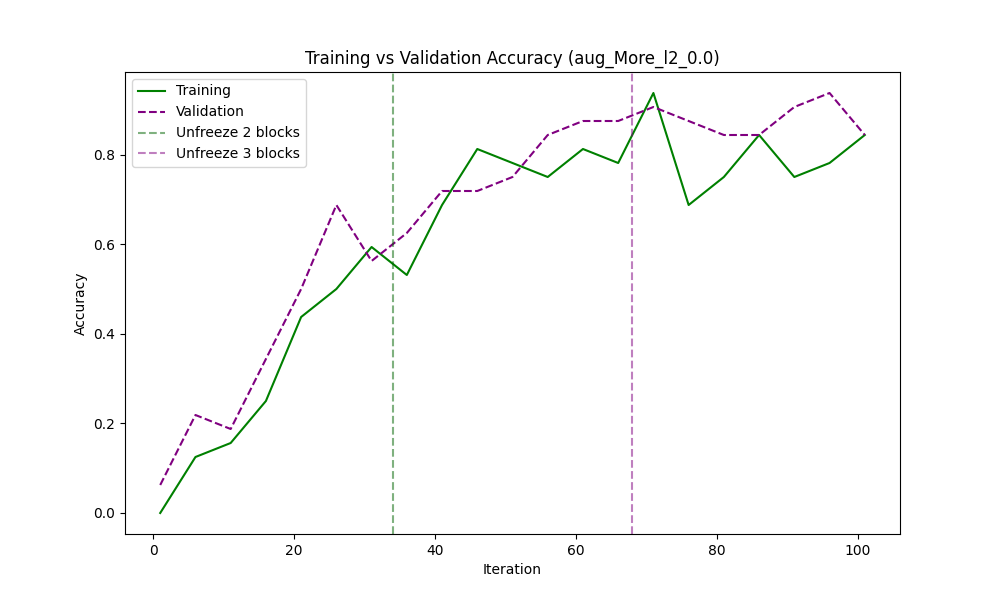 Training vs Validation Accuracy (aug_More_l2_0.0)
Training
Validation
Unfreeze 2 blocks
Unfreeze 3 blocks
Accuracy
0.8
0.6
0.4
0.2
0.0
0 20 40 60 80 100
Iteration